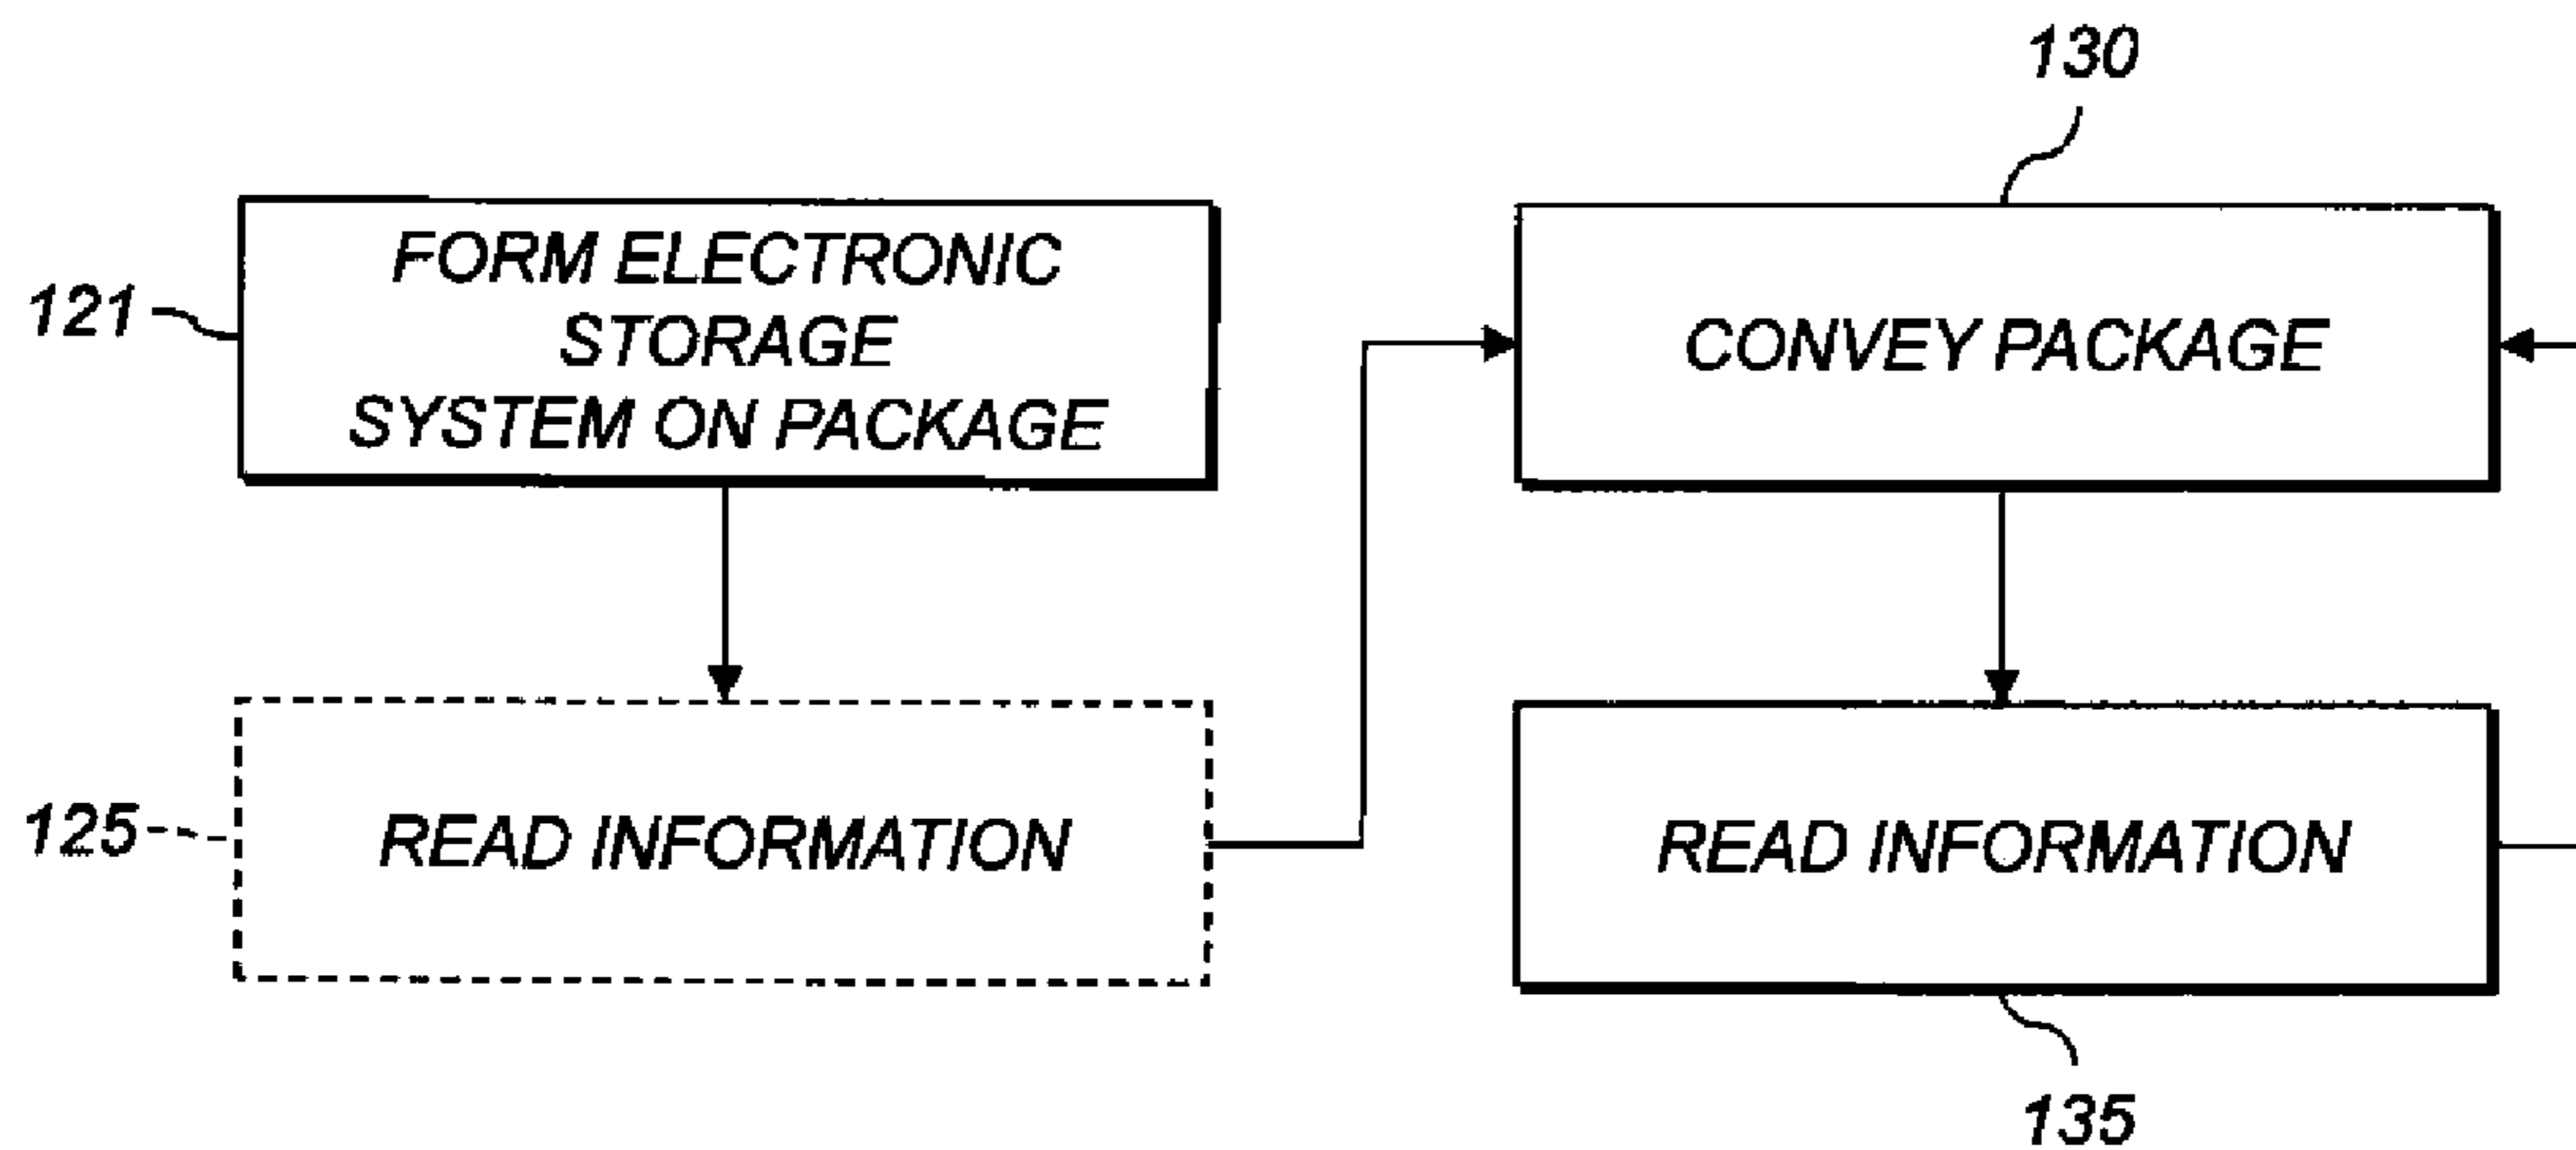 130
121
FORM ELECTRONIC
STORAGE
SYSTEM ON PACKAGE
CONVEY PACKAGE
125
READ INFORMATION
READ INFORMATION
135